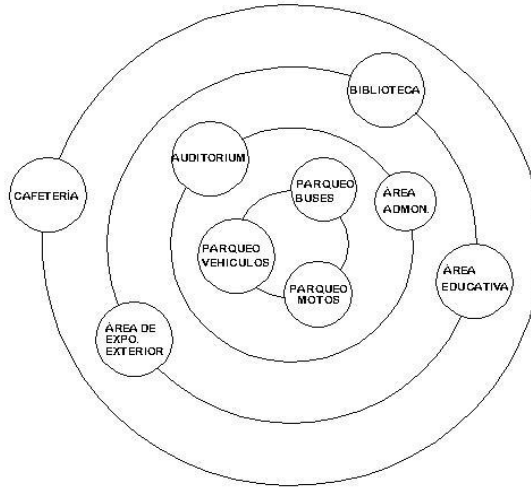 BIBLIOTECA
AUDITORIUM
PARQUEO
BUSES
ÁREA
ADMON.
CAFETERÍA
PARQUEO
VEHICULOS
PARQUEO
MOTOS
ÁREA
EDUCATIVA
ÁREA DE
EXPO.
EXTERIOR